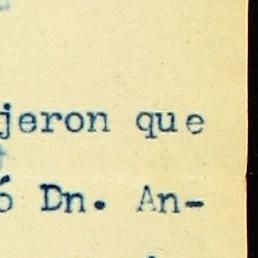 jeron que
ó Dn. An-